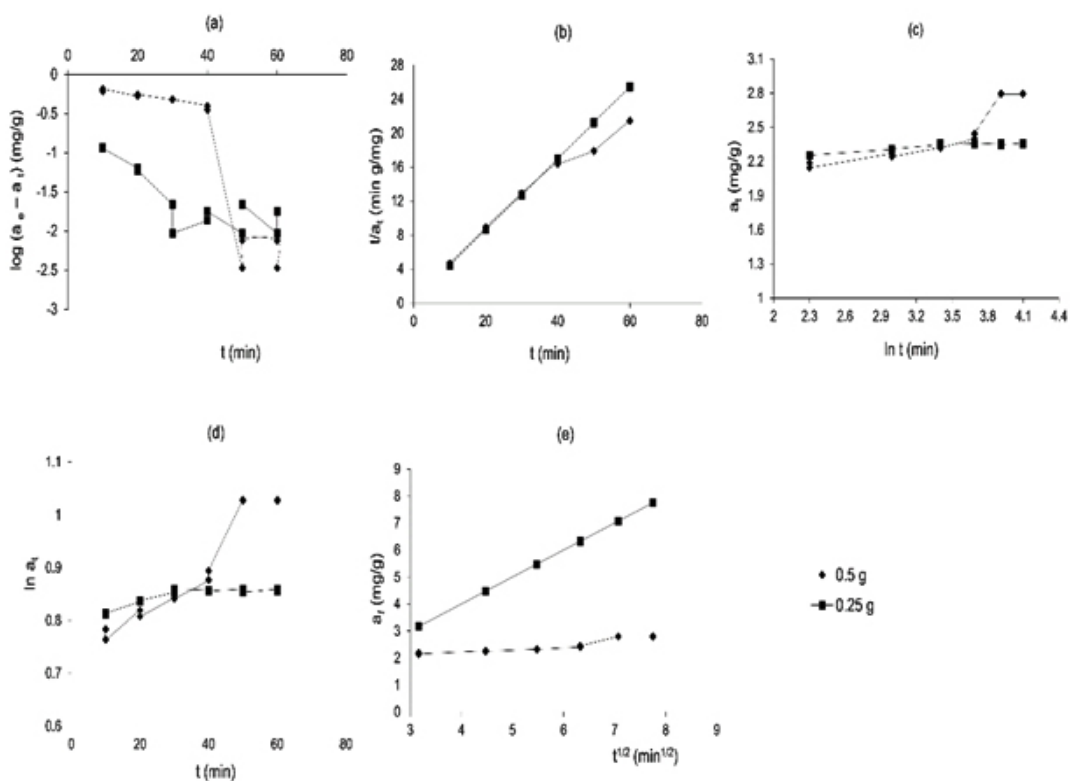 (a)
0 20 40 60 80
0
-0.5
-1
-1.5
-2
-2.5
-3
log (a e – a t) (mg/g)
t (min)
(b)
28
24
20
16
12
8
4
0
0 20 40 60 80
t/at (min g/mg)
t (min)
(c)
3.1
2.8
2.5
2.2
1.9
1.6
1.3
1
2 2.3 2.6 2.9 3.2 3.5 3.8 4.1 4.4
at (mg/g)
ln t (min)
(d)
1.1
1
0.9
0.8
0.7
0.6
0 20 40 60 80
ln at
t (min)
(e)
9
8
7
6
5
4
3
2
1
0
3 4 5 6 7 8 9
at (mg/g)
t1/2 (min1/2)
0.5 g
0.25 g